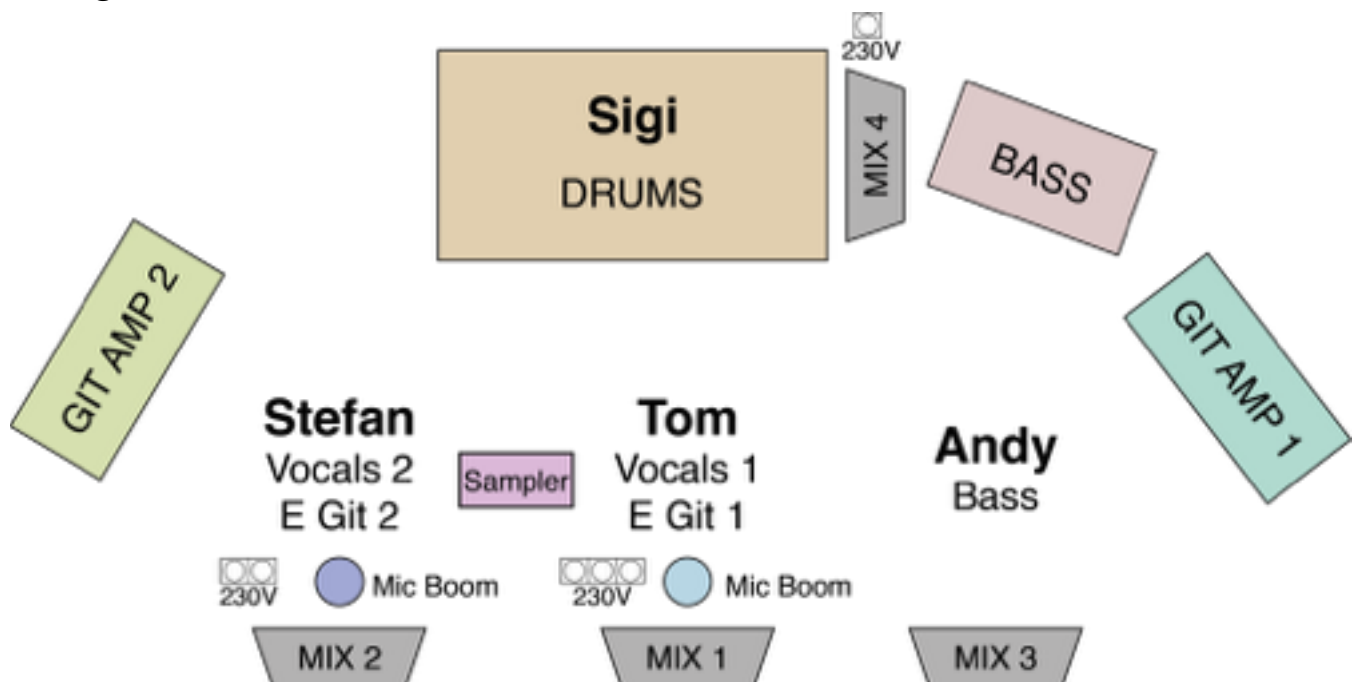 230V
Sigi
DRUMS
MIX 4
BASS
GIT AMP 2
GIT AMP 1
Stefan
Vocals 2
E Git 2
Sampler
Tom
Vocals 1
E Git 1
Andy
Bass
230V
Mic Boom
230V
Mic Boom
MIX 2
MIX 1
MIX 3